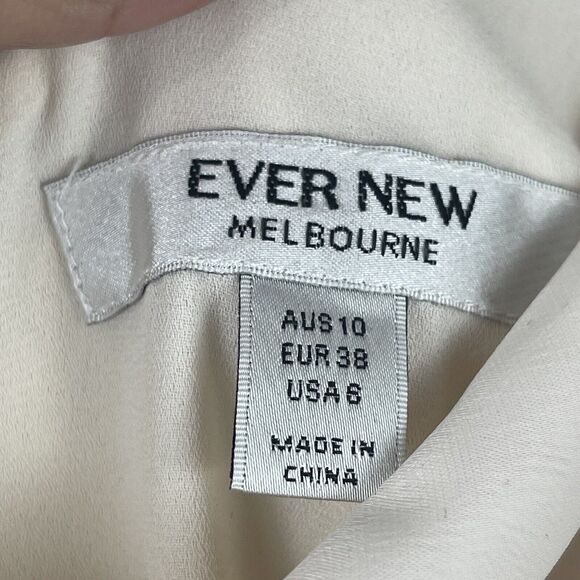 EVER NEW
MELBOURNE
AUS 10
EUR 38
USA 6
MADE IN
CHINA